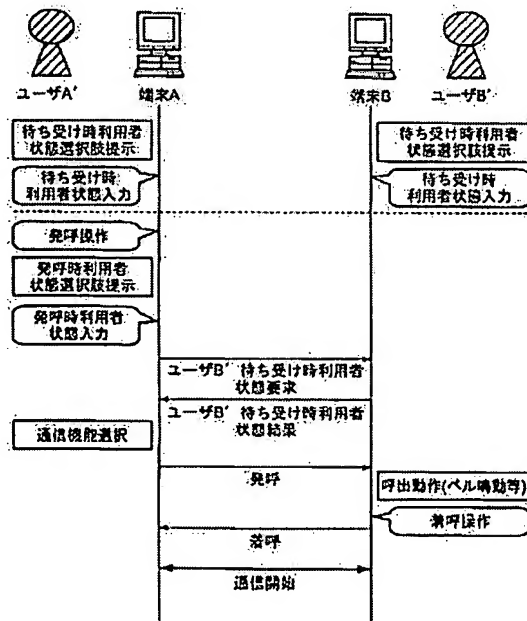 ユーザA'
端末A
端末B
ユーザB'
待ち受け時利用者
状態選択肢提示
待ち受け時利用者
状態選択肢提示
待ち受け時
利用者状態入力
待ち受け時
利用者状態入力
発呼操作
発呼時利用者
状態選択肢提示
発呼時利用者
状態入力
ユーザB' 待ち受け時利用者
状態要求
ユーザB' 待ち受け時利用者
状態結果
通信機能選択
発呼
呼出動作(ベル鳴動等)
着呼操作
着呼
通信開始